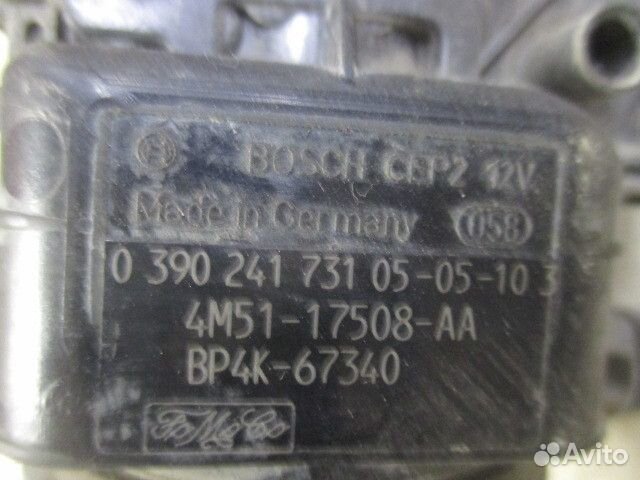 BOSCH CEP2 12V
Made in Germany 058
0 390 241 731 05-05-10 3
4M51-17508-AA
BP4K-67340
FoMoCo
Avito